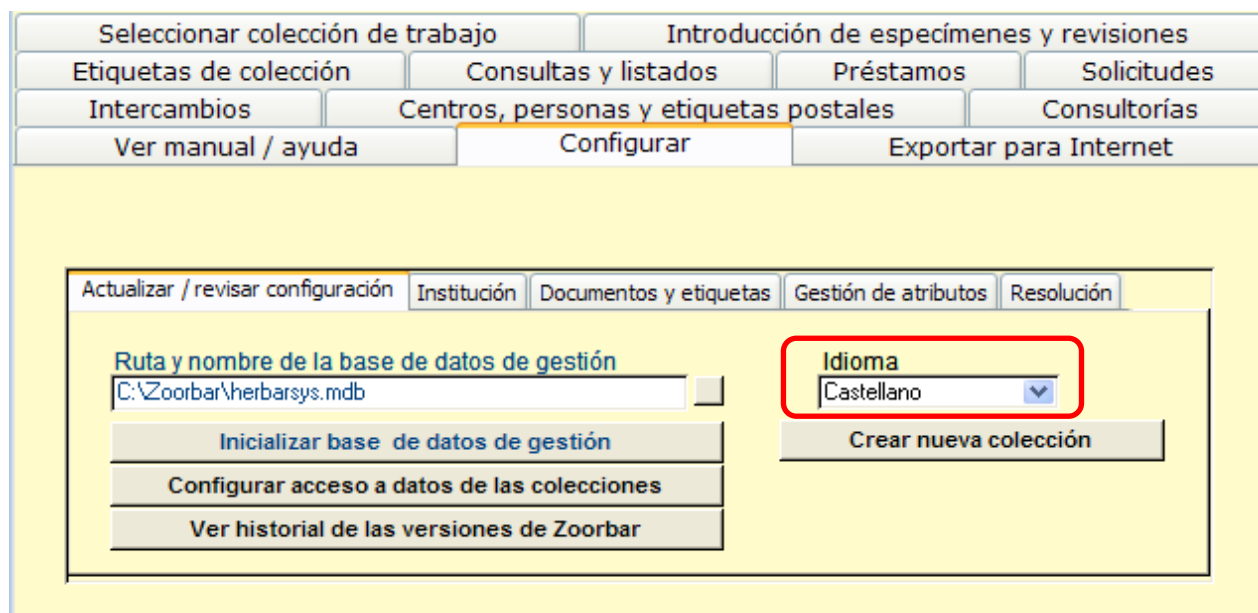 Seleccionar colección de trabajo
Introducción de especímenes y revisiones
Etiquetas de colección
Consultas y listados
Préstamos
Solicitudes
Intercambios
Centros, personas y etiquetas postales
Consultorías
Ver manual / ayuda
Configurar
Exportar para Internet
Actualizar / revisar configuración
Institución
Documentos y etiquetas
Gestión de atributos
Resolución
Ruta y nombre de la base de datos de gestión
Idioma
C:\Zoorbar\herbarsys.mdb
Castellano
Inicializar base de datos de gestión
Crear nueva colección
Configurar acceso a datos de las colecciones
Ver historial de las versiones de Zoorbar